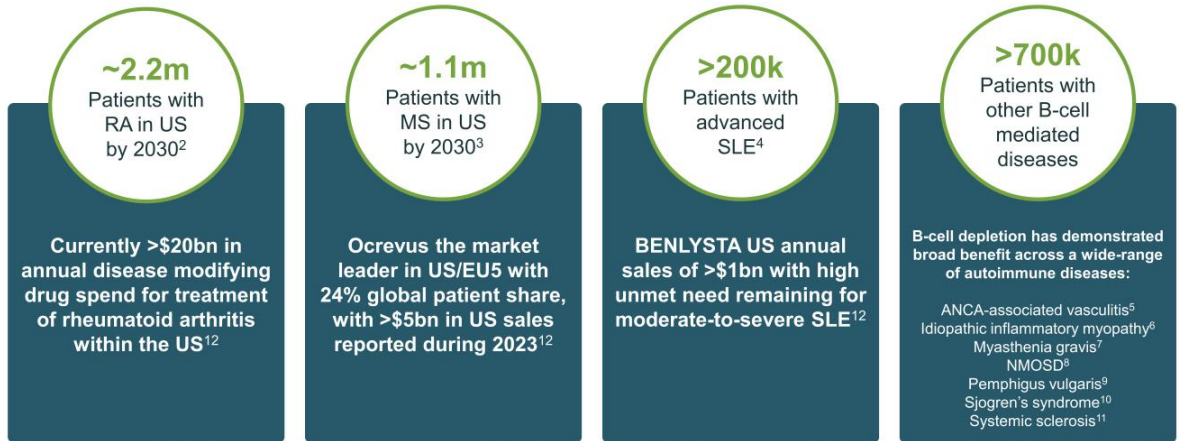 ~2.2m
Patients with
RA in US
by 2030²
Currently >$20bn in
annual disease modifying
drug spend for treatment
of rheumatoid arthritis
within the US¹²
~1.1m
Patients with
MS in US
by 2030³
Ocrevus the market
leader in US/EU5 with
24% global patient share,
with >$5bn in US sales
reported during 2023¹²
>200k
Patients with
advanced
SLE⁴
BENLYSTA US annual
sales of >$1bn with high
unmet need remaining for
moderate-to-severe SLE¹²
>700k
Patients with
other B-cell
mediated
diseases
B-cell depletion has demonstrated
broad benefit across a wide-range
of autoimmune diseases:
ANCA-associated vasculitis⁵
Idiopathic inflammatory myopathy⁶
Myasthenia gravis⁷
NMOSD⁸
Pemphigus vulgaris⁹
Sjogren's syndrome¹⁰
Systemic sclerosis¹¹